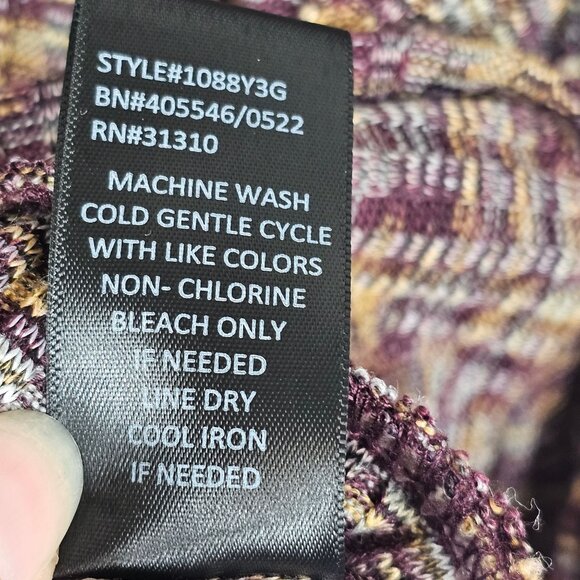 STYLE#1088Y3G
BN#405546/0522
RN#31310
MACHINE WASH
COLD GENTLE CYCLE
WITH LIKE COLORS
NON- CHLORINE
BLEACH ONLY
IF NEEDED
LINE DRY
COOL IRON
IF NEEDED